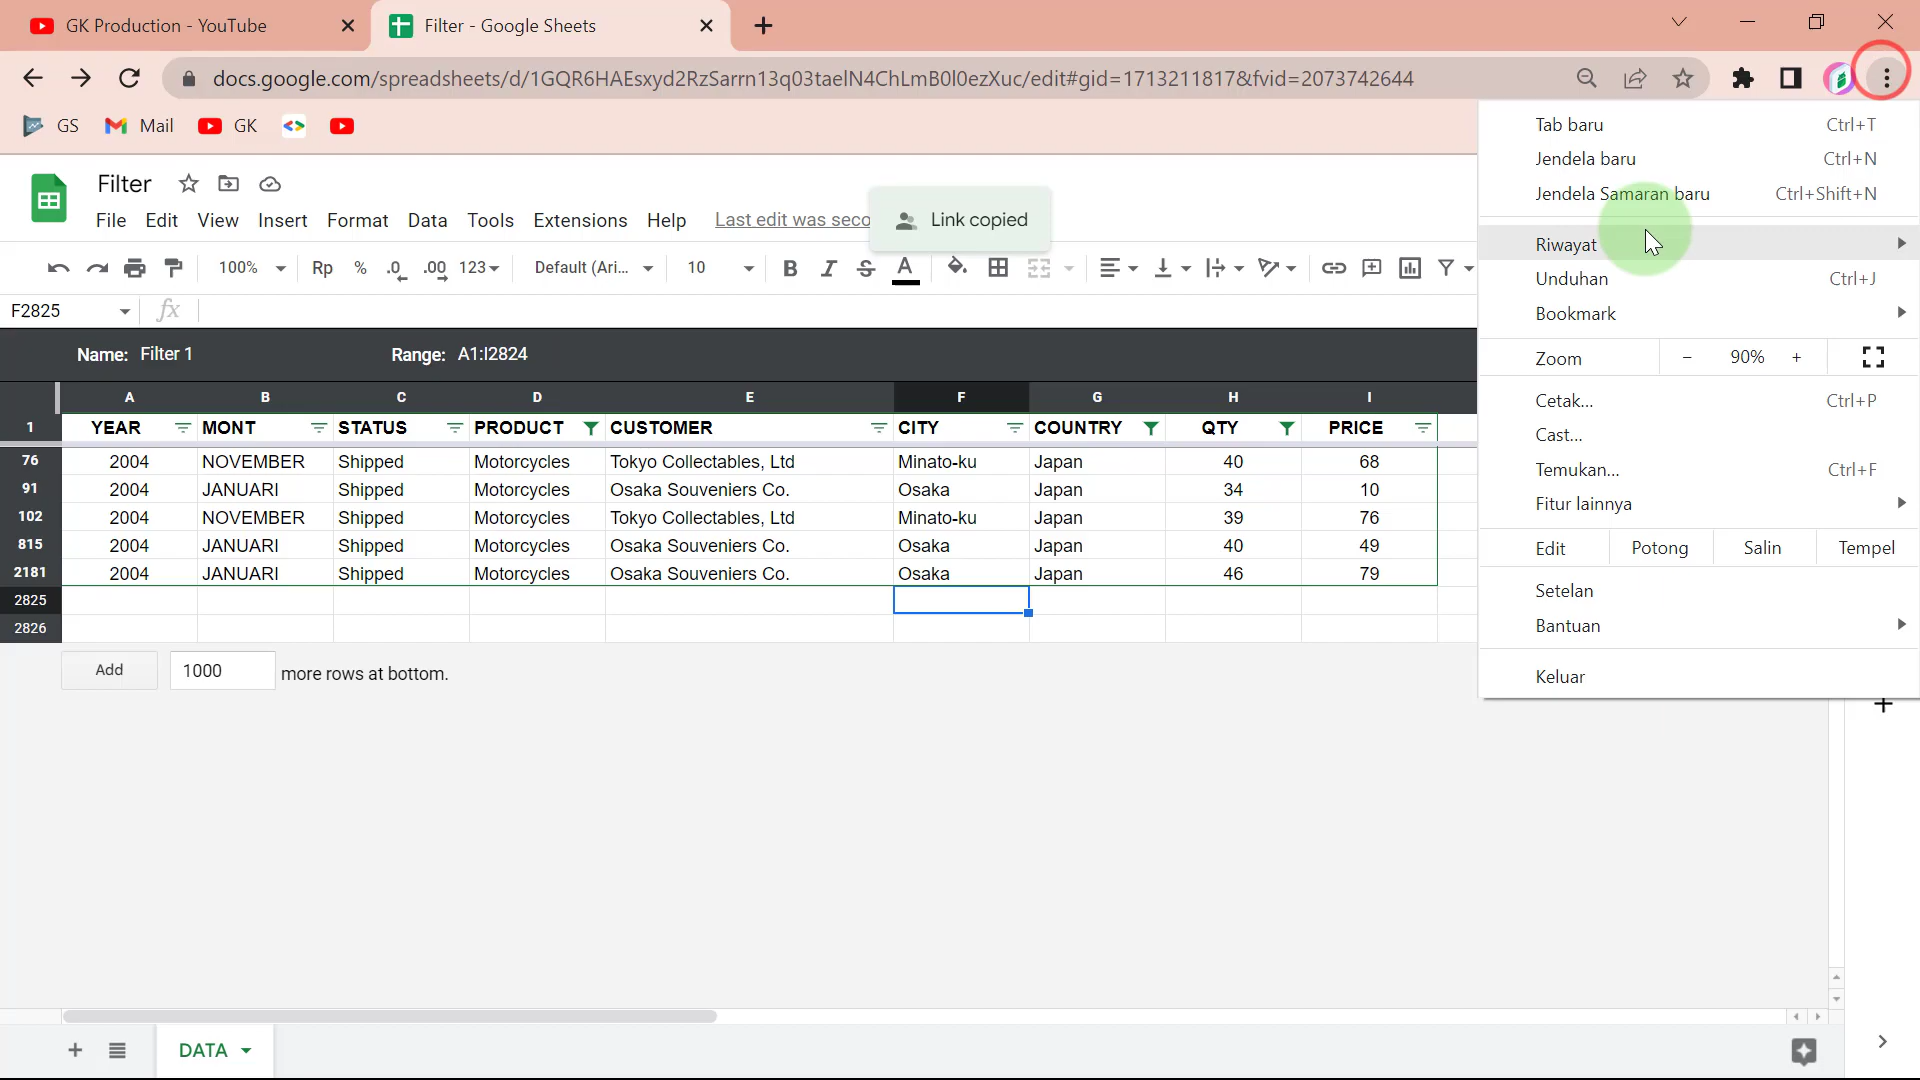 GK Production - YouTube
Filter - Google Sheets
docs.google.com/spreadsheets/d/1GQR6HAEsxyd2RzSarrn13q03taelN4ChLmB0l0ezXuc/edit#gid=1713211817&fvid=2073742644
GS Mail GK
Filter
File Edit View Insert Format Data Tools Extensions Help Last edit was seco
Link copied
100% Rp % .0 .00 123 Default (Ari... 10 B I S A
F2825 fx
Name: Filter 1 Range: A1:I2824
A B C D E F G H I
1 YEAR MONT STATUS PRODUCT CUSTOMER CITY COUNTRY QTY PRICE
76 2004 NOVEMBER Shipped Motorcycles Tokyo Collectables, Ltd Minato-ku Japan 40 68
91 2004 JANUARI Shipped Motorcycles Osaka Souveniers Co. Osaka Japan 34 10
102 2004 NOVEMBER Shipped Motorcycles Tokyo Collectables, Ltd Minato-ku Japan 39 76
815 2004 JANUARI Shipped Motorcycles Osaka Souveniers Co. Osaka Japan 40 49
2181 2004 JANUARI Shipped Motorcycles Osaka Souveniers Co. Osaka Japan 46 79
2825
2826
Add 1000 more rows at bottom.
DATA
Tab baru Ctrl+T
Jendela baru Ctrl+N
Jendela Samaran baru Ctrl+Shift+N
Riwayat
Unduhan Ctrl+J
Bookmark
Zoom - 90% +
Cetak... Ctrl+P
Cast...
Temukan... Ctrl+F
Fitur lainnya
Edit Potong Salin Tempel
Setelan
Bantuan
Keluar